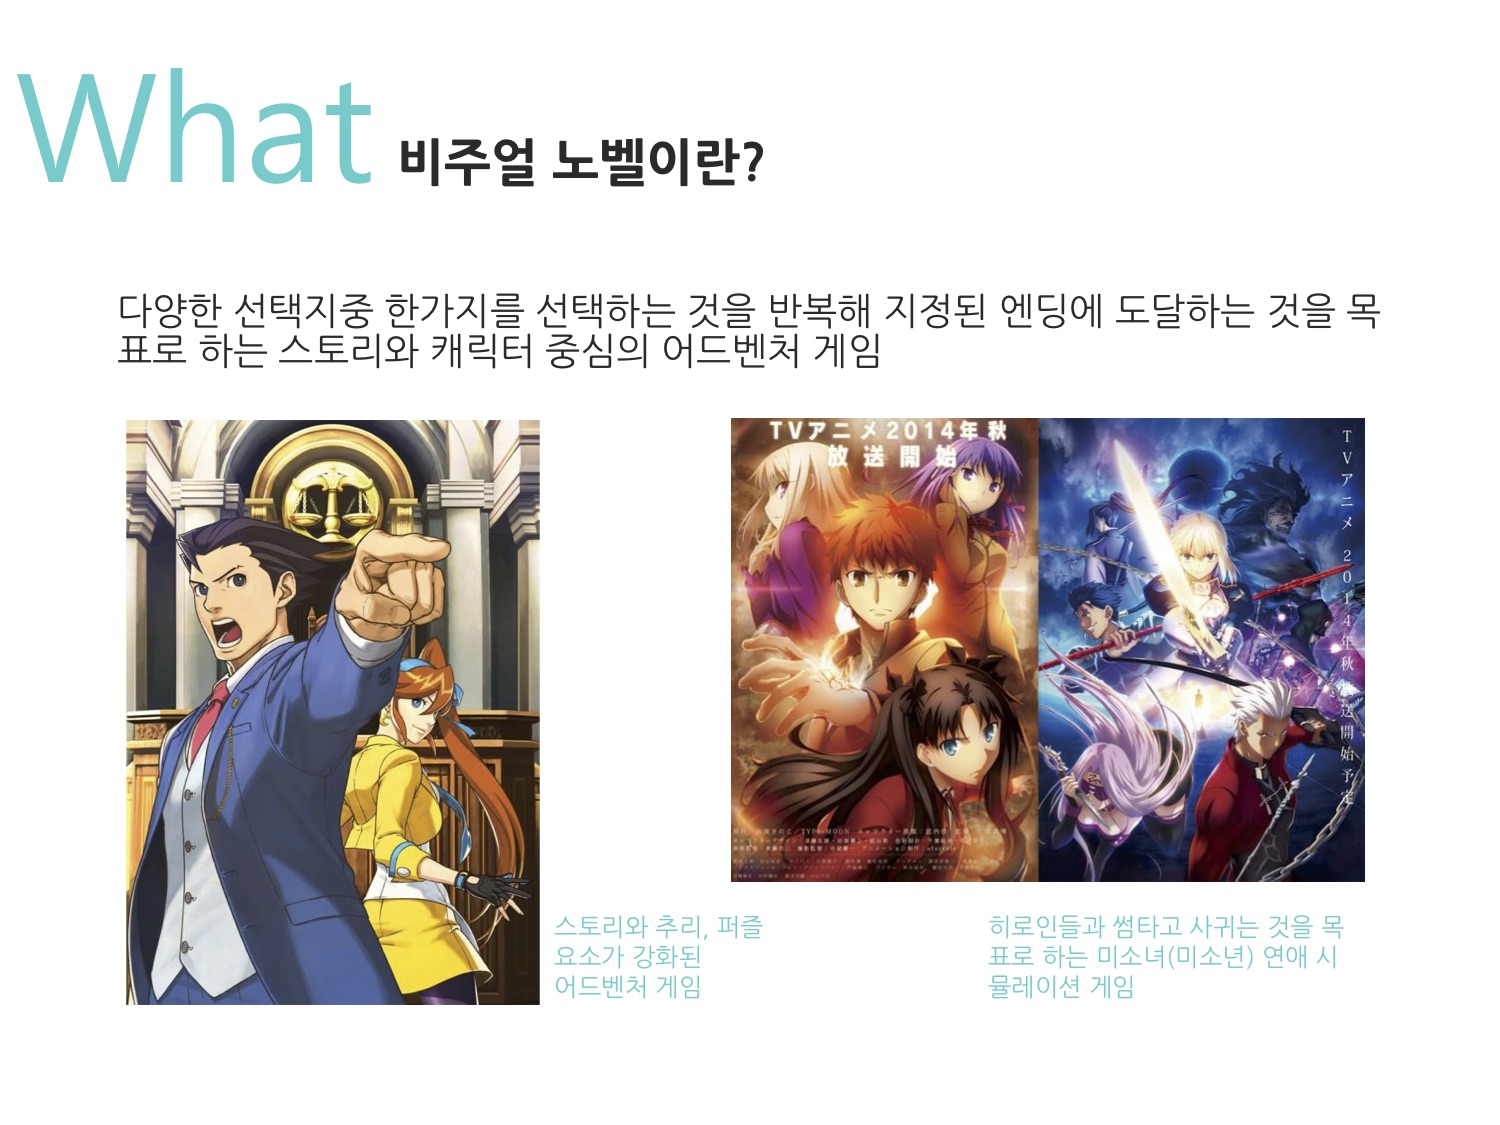 What 비주얼 노벨이란?
다양한 선택지중 한가지를 선택하는 것을 반복해 지정된 엔딩에 도달하는 것을 목
표로 하는 스토리와 캐릭터 중심의 어드벤처 게임
TVアニメ2014年秋
放送開始
TVアニメ 2014年秋放送開始予定
스토리와 추리, 퍼즐
요소가 강화된
어드벤처 게임
히로인들과 썸타고 사귀는 것을 목
표로 하는 미소녀(미소년) 연애 시
뮬레이션 게임